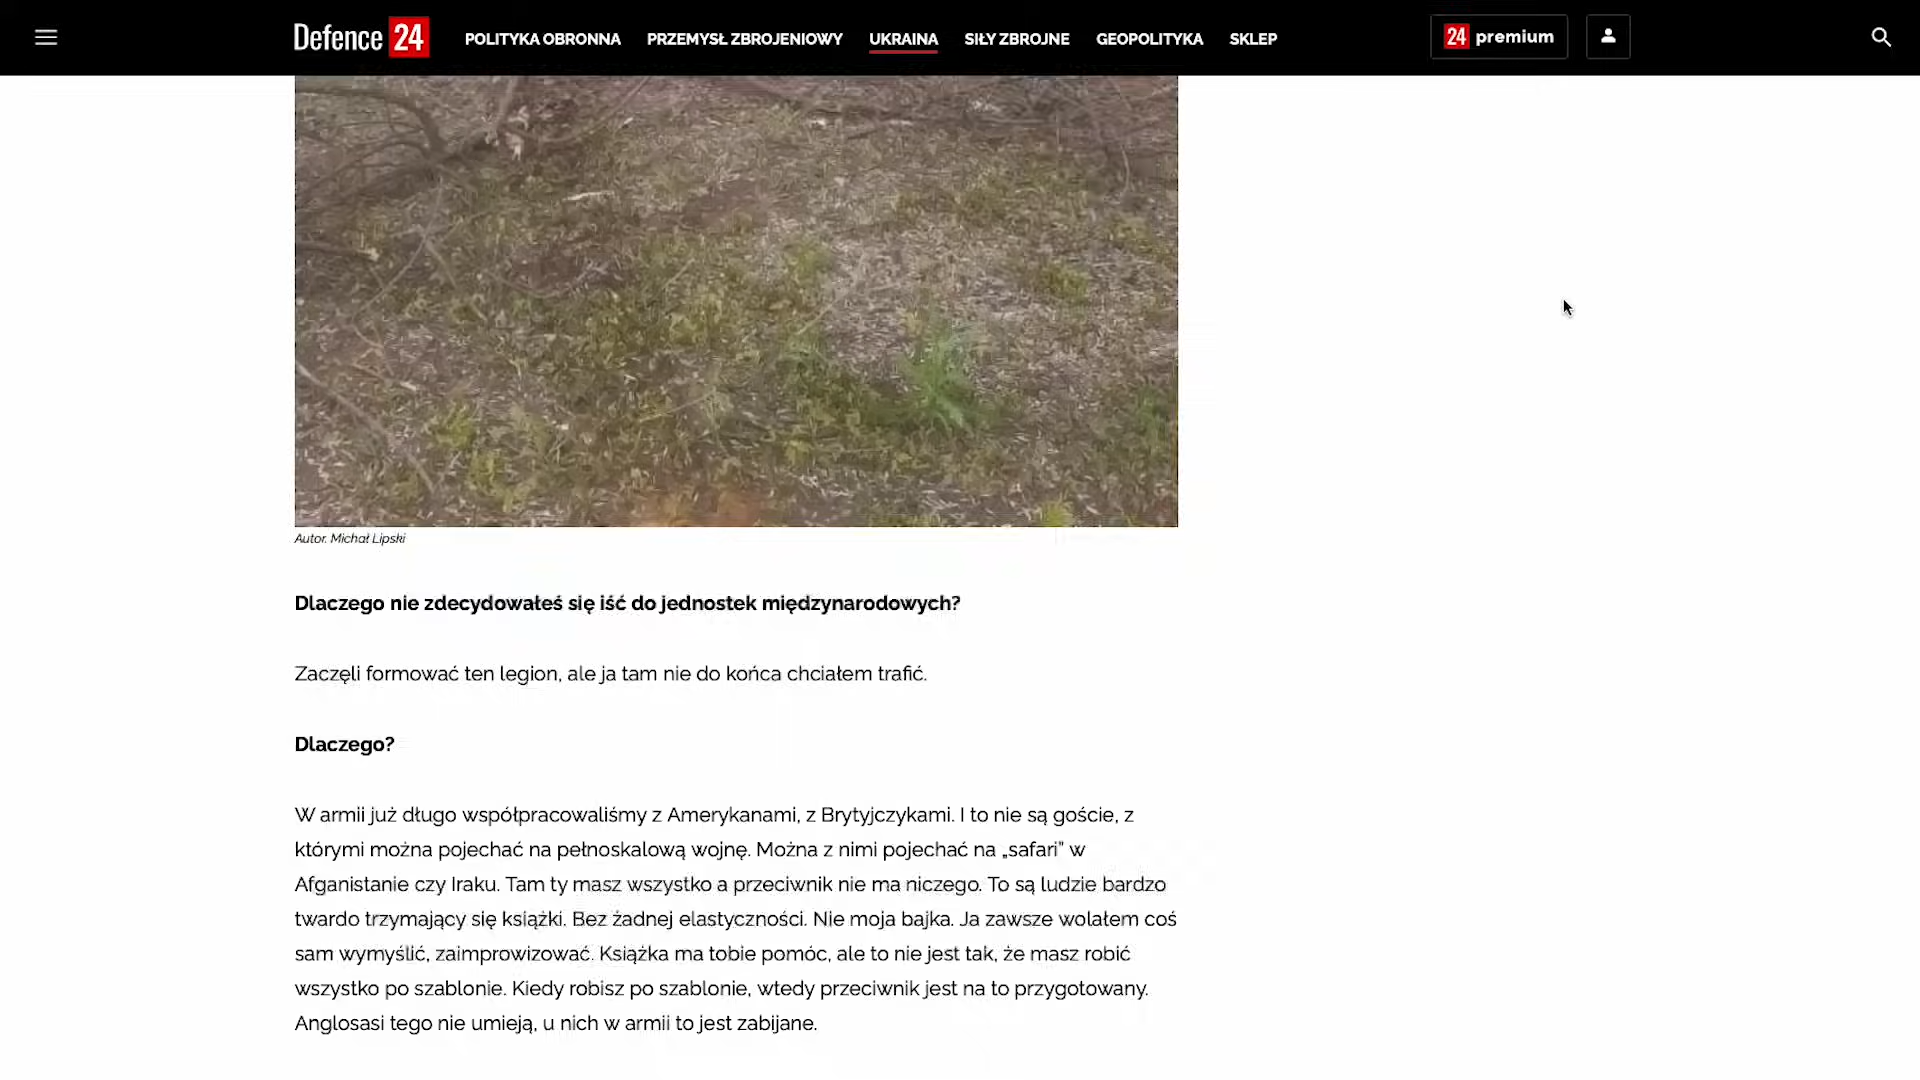 Defence 24
POLITYKA OBRONNA PRZEMYSŁ ZBROJENIOWY UKRAINA SIŁY ZBROJNE GEOPOLITYKA SKLEP
24 premium
Autor. Michał Lipski
Dlaczego nie zdecydowałeś się iść do jednostek międzynarodowych?
Zaczęli formować ten legion, ale ja tam nie do końca chciałem trafić.
Dlaczego?
W armii już długo współpracowaliśmy z Amerykanami, z Brytyjczykami. I to nie są goście, z
którymi można pojechać na pełnoskalową wojnę. Można z nimi pojechać na „safari” w
Afganistanie czy Iraku. Tam ty masz wszystko a przeciwnik nie ma niczego. To są ludzie bardzo
twardo trzymający się książki. Bez żadnej elastyczności. Nie moja bajka. Ja zawsze wolałem coś
sam wymyślić, zaimprowizować. Książka ma tobie pomóc, ale to nie jest tak, że masz robić
wszystko po szablonie. Kiedy robisz po szablonie, wtedy przeciwnik jest na to przygotowany.
Anglosasi tego nie umieją, u nich w armii to jest zabijane.